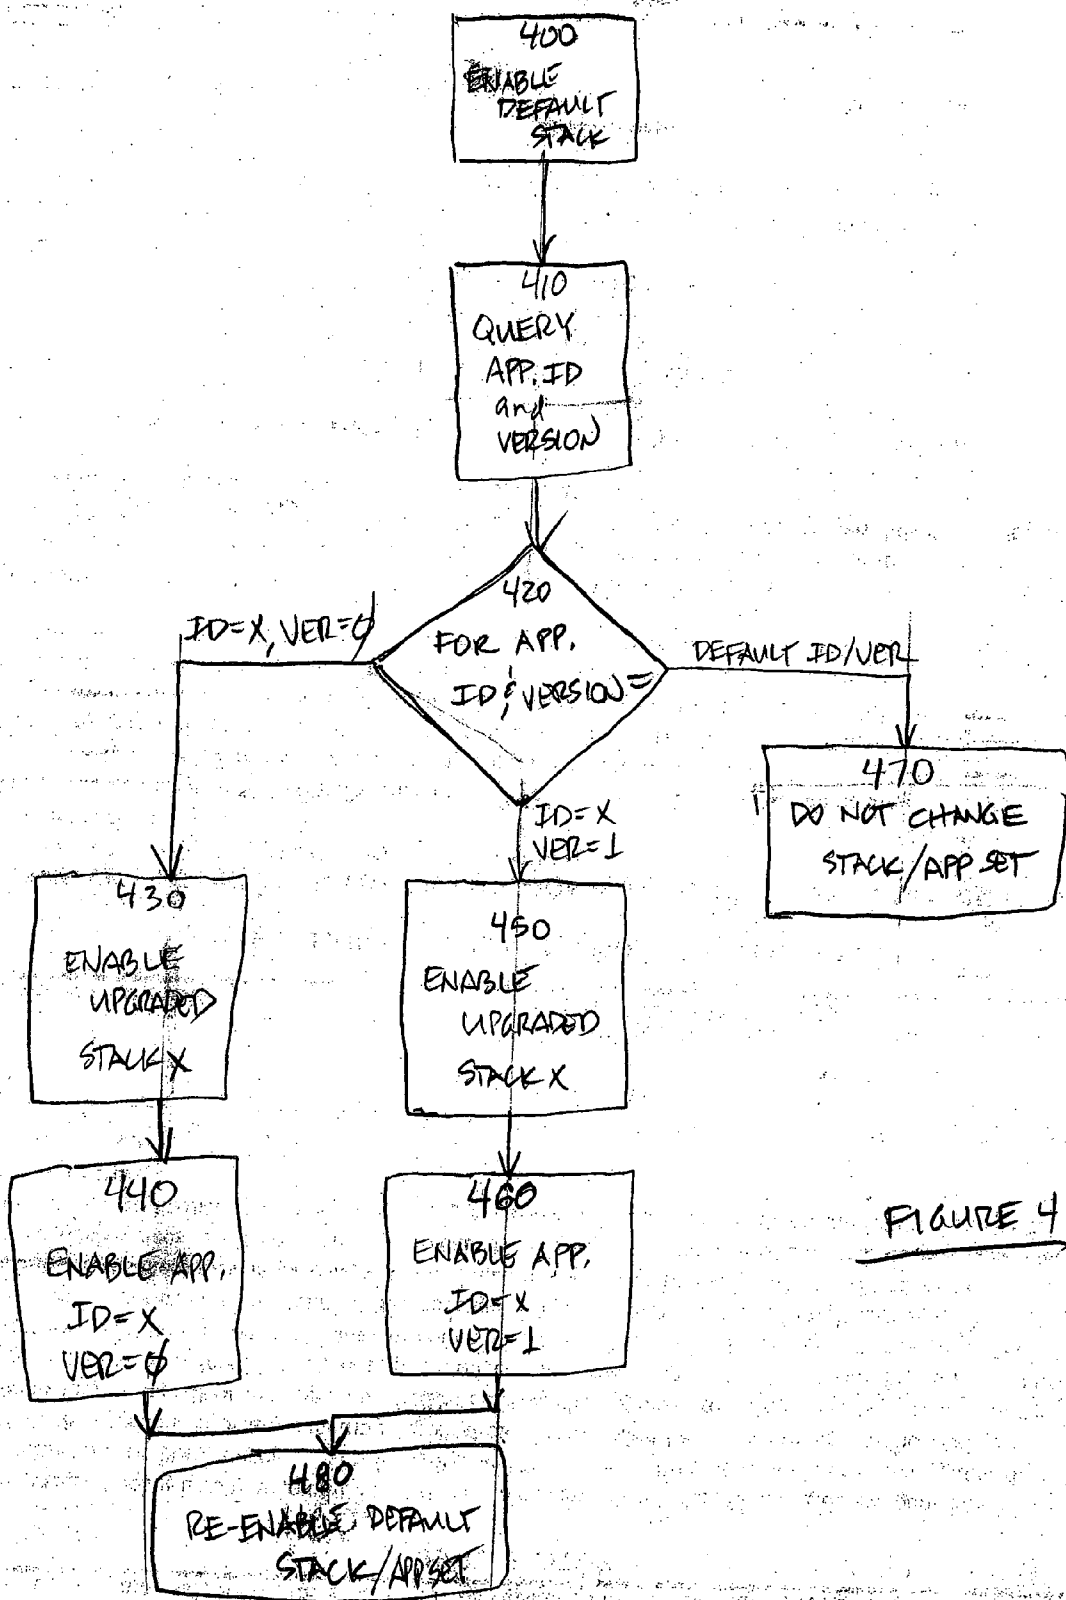 400
ENABLE
DEFAULT
STACK
410
QUERY
APP. ID
and
VERSION
420
FOR APP.
ID & VERSION =
ID=X, VER=0
DEFAULT ID/VER
ID=X
VER=1
470
DO NOT CHANGE
STACK/APP SET
430
ENABLE
UPGRADED
STACK X
450
ENABLE
UPGRADED
STACK X
440
ENABLE APP.
ID=X
VER=0
460
ENABLE APP.
ID=X
VER=1
FIGURE 4
480
RE-ENABLE DEFAULT
STACK/APP SET